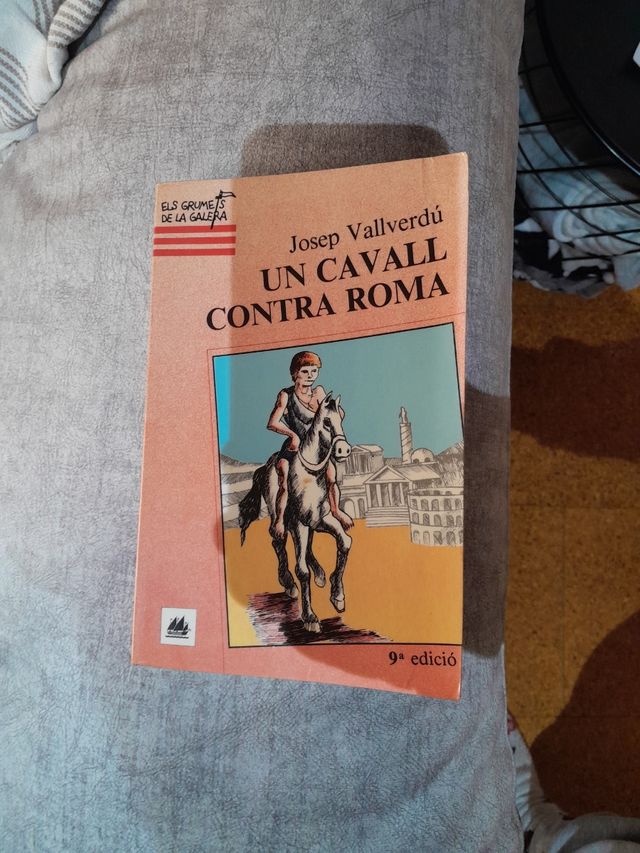 ELS GRUMETS
DE LA GALERA
Josep Vallverdú
UN CAVALL
CONTRA ROMA
9ª edició